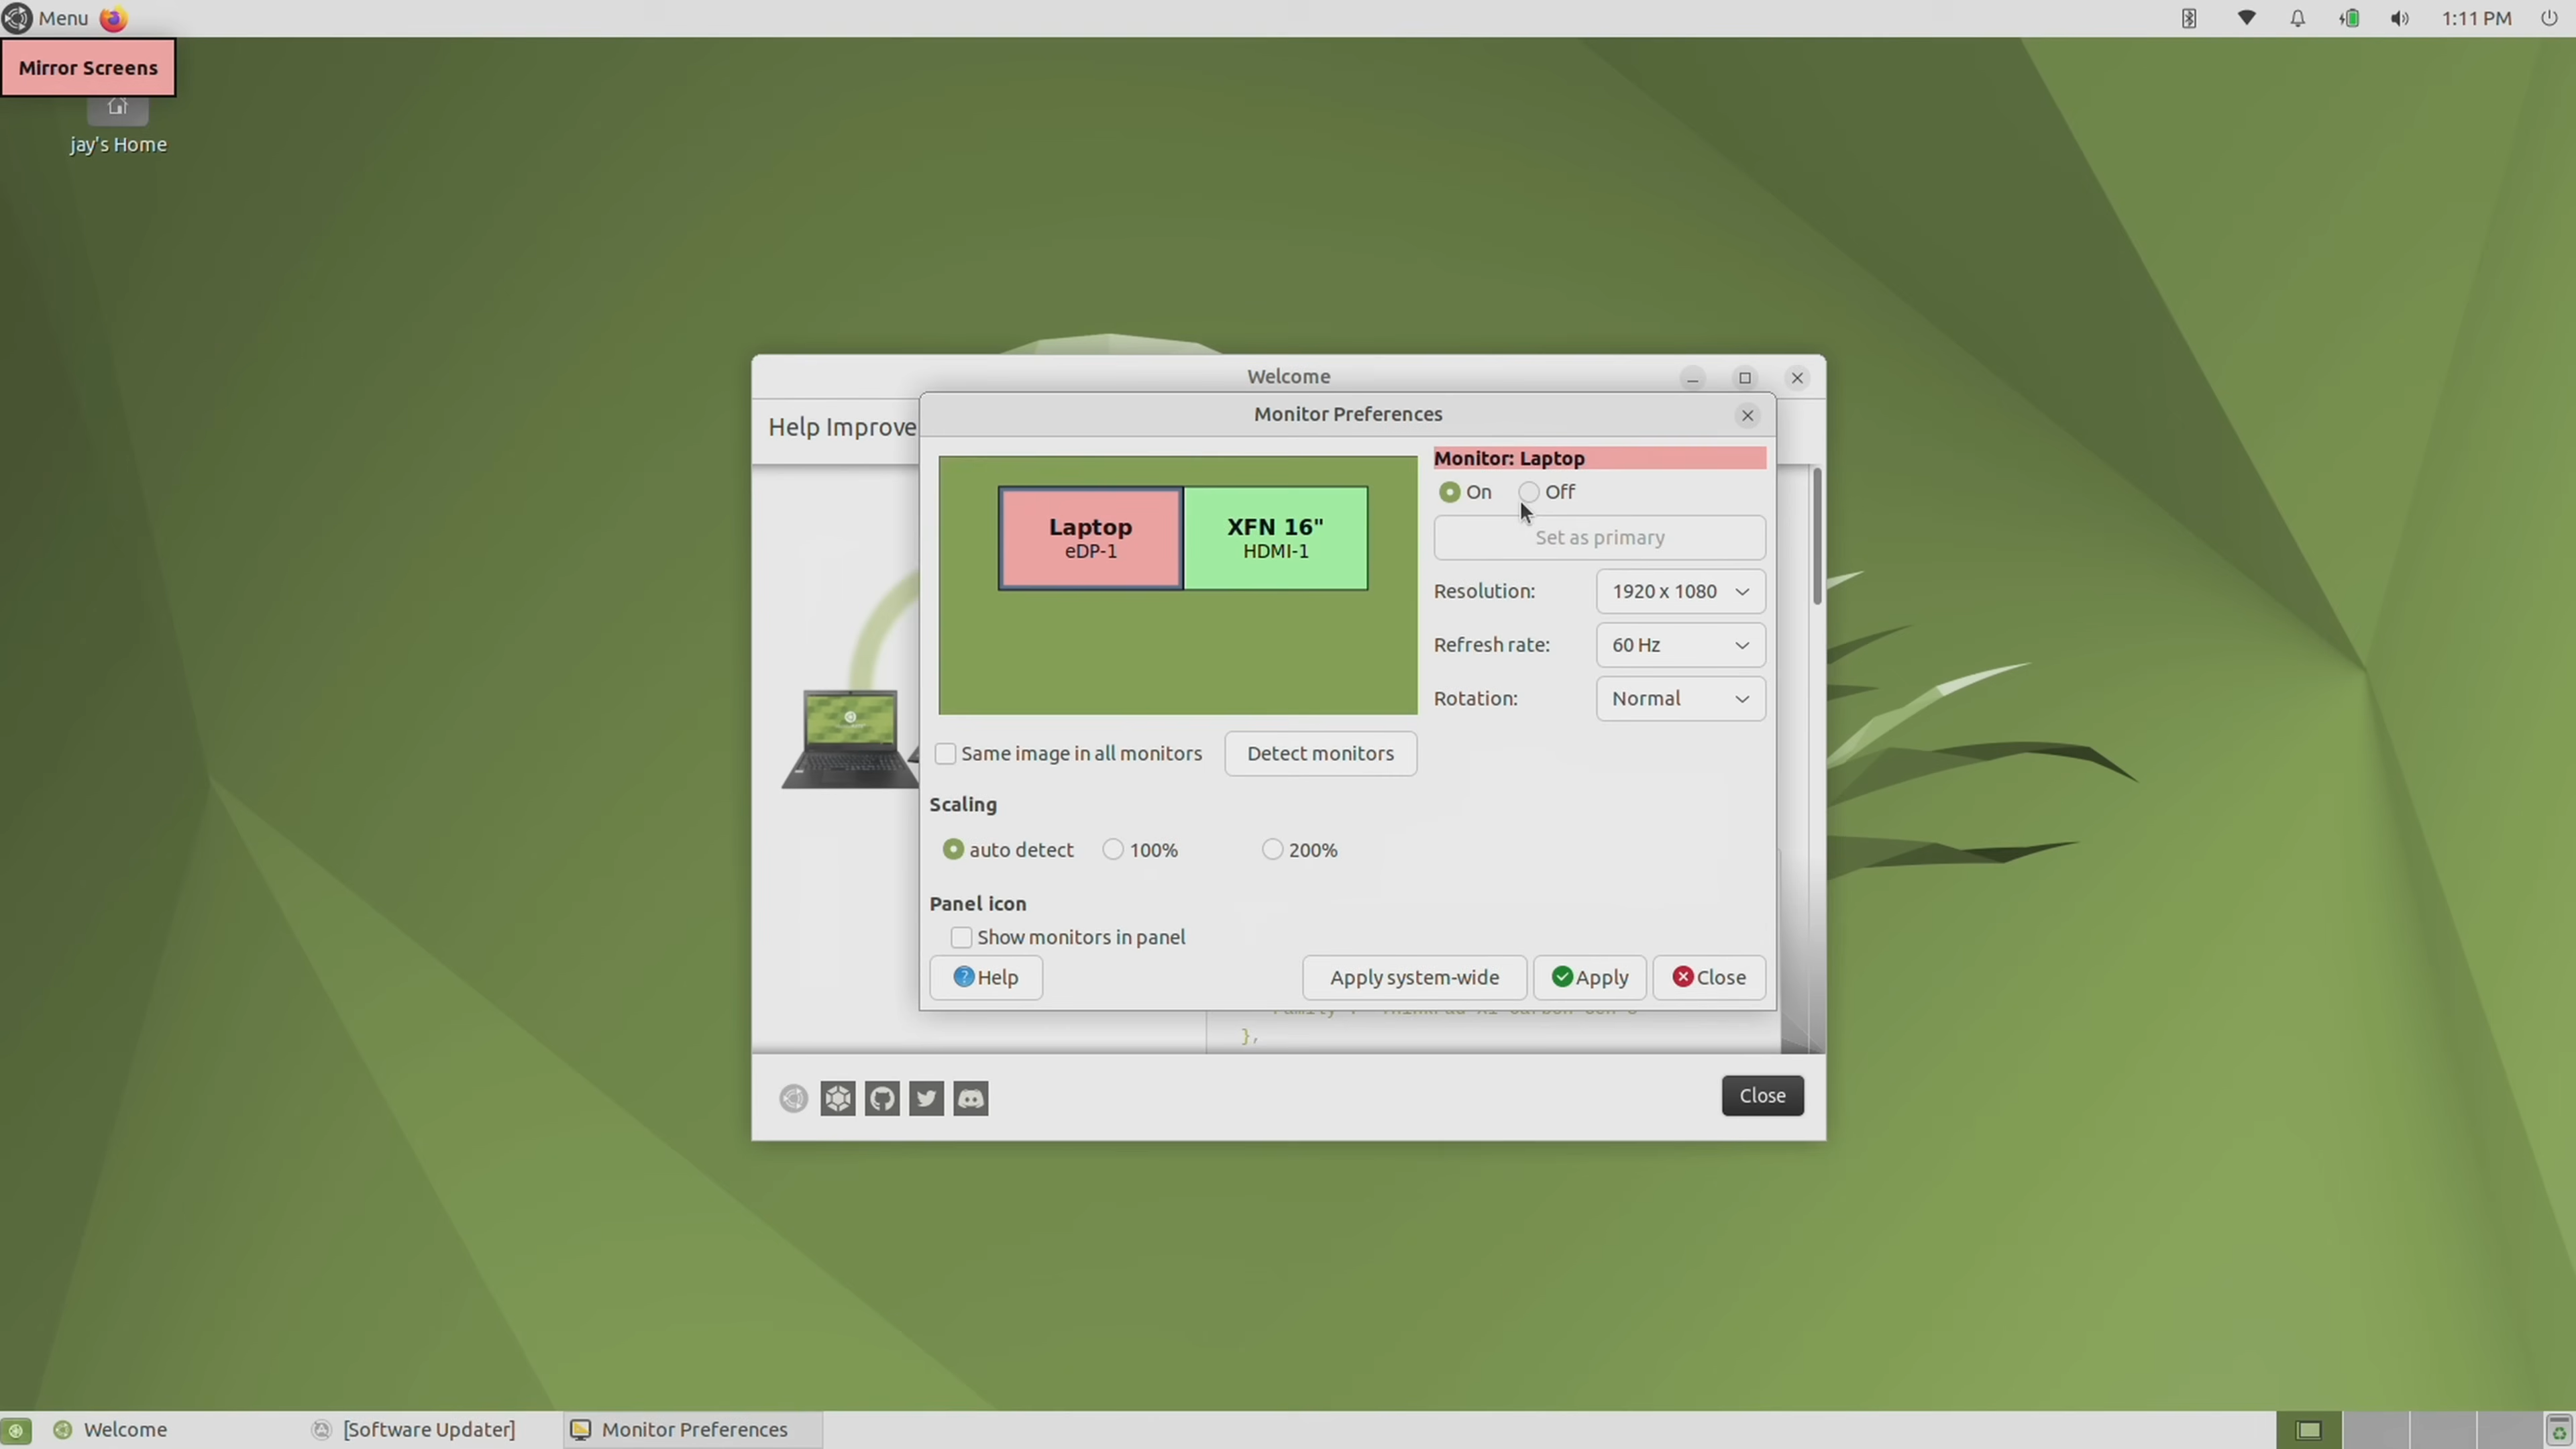 Menu
1:11 PM
Mirror Screens
jay's Home
Welcome
Help Improve
Monitor Preferences
Monitor: Laptop
On
Off
Laptop
eDP-1
XFN 16"
HDMI-1
Set as primary
Resolution:
1920 x 1080
Refresh rate:
60 Hz
Rotation:
Normal
Same image in all monitors
Detect monitors
Scaling
auto detect
100%
200%
Panel icon
Show monitors in panel
Help
Apply system-wide
Apply
Close
},
Close
Welcome
[Software Updater]
Monitor Preferences